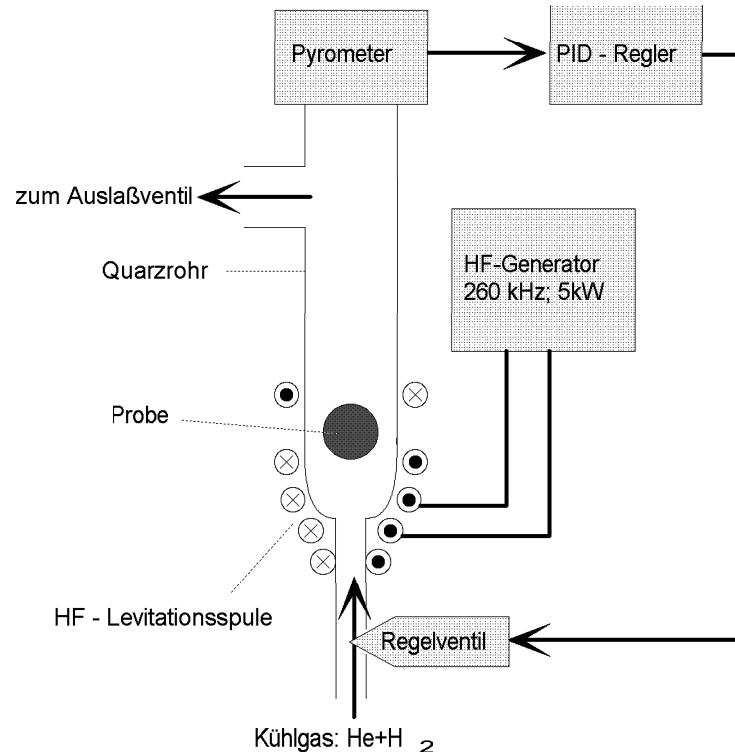 Pyrometer
PID - Regler
zum Auslaßventil
Quarzrohr
HF-Generator
260 kHz; 5kW
Probe
HF - Levitationsspule
Regelventil
Kühlgas: He+H 2